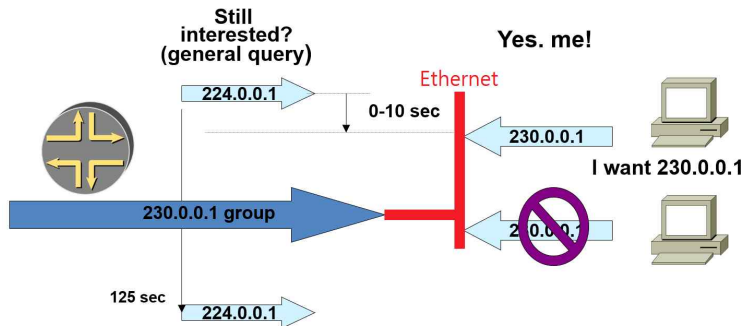 Still
interested?
(general query)
Yes. me!
Ethernet
224.0.0.1
0-10 sec
230.0.0.1
I want 230.0.0.1
230.0.0.1 group
125 sec
224.0.0.1